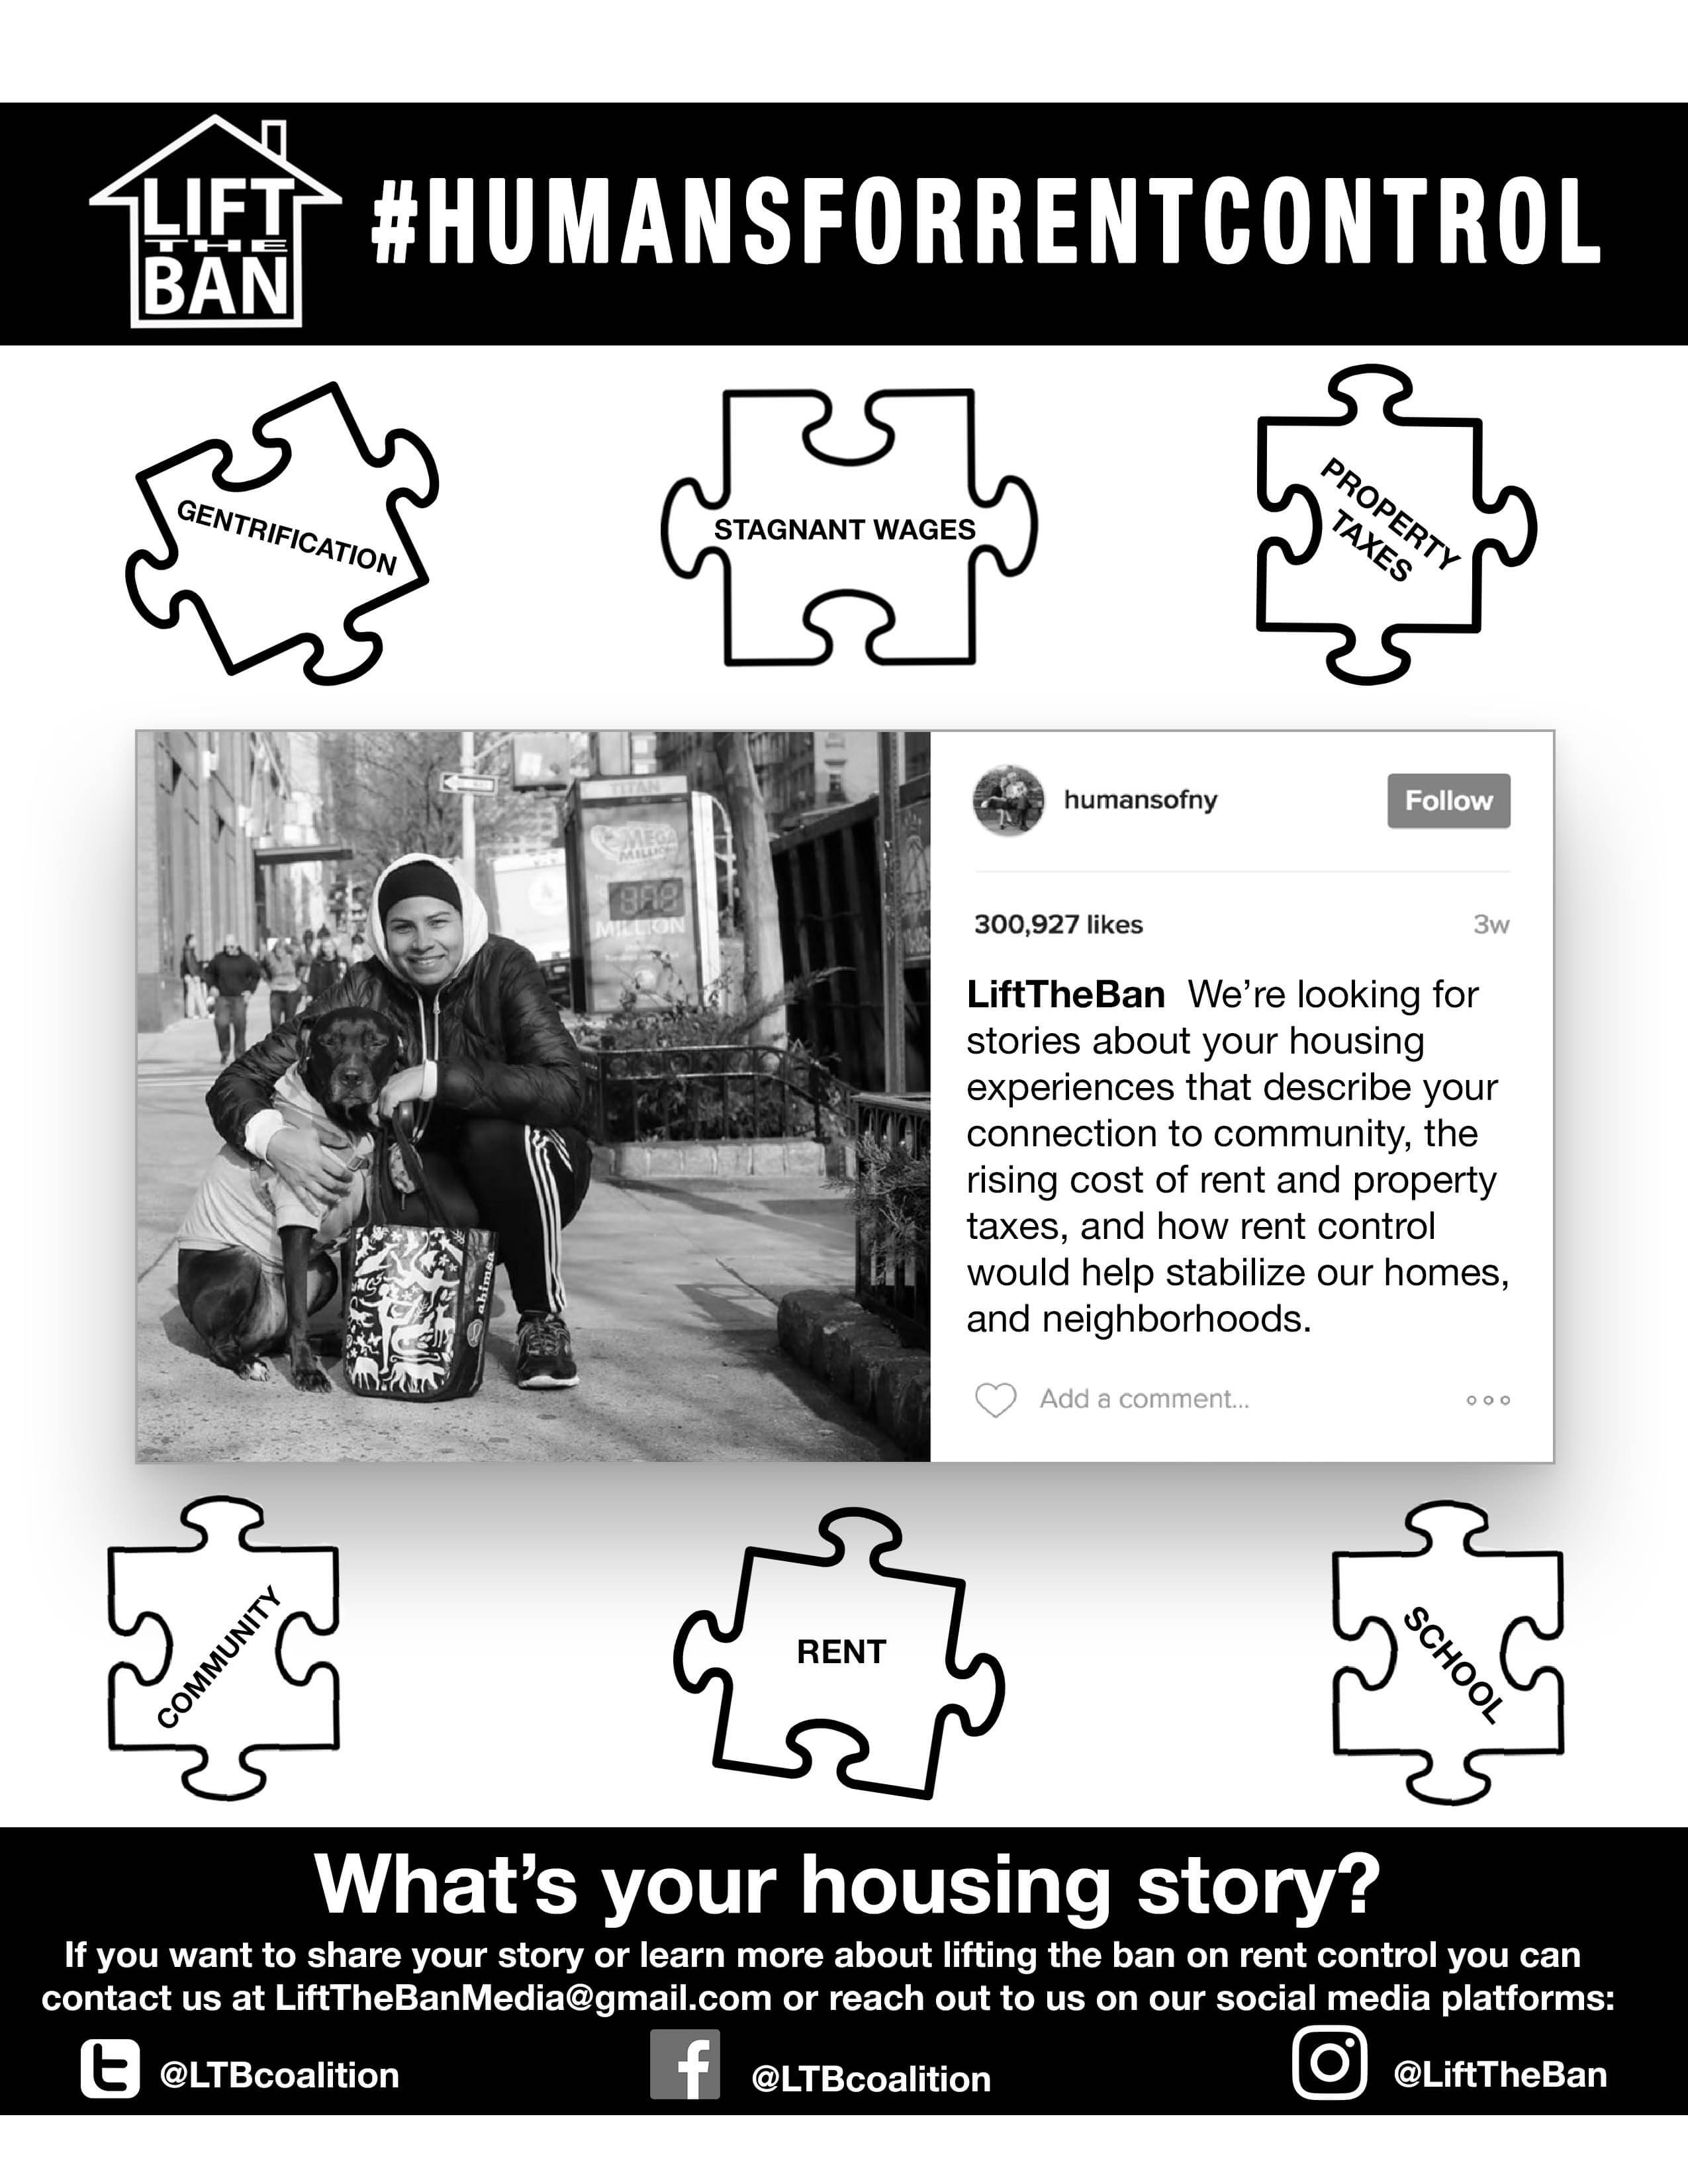 LIFT
THE
BAN
#HUMANSFORRENTCONTROL
GENTRIFICATION
STAGNANT WAGES
PROPERTY
TAXES
TITAN
MEGA
MILLION
humansofny
Follow
300,927 likes
3w
LiftTheBan We’re looking for
stories about your housing
experiences that describe your
connection to community, the
rising cost of rent and property
taxes, and how rent control
would help stabilize our homes,
and neighborhoods.
Add a comment...
ahimsa
COMMUNITY
RENT
SCHOOL
What’s your housing story?
If you want to share your story or learn more about lifting the ban on rent control you can
contact us at LiftTheBanMedia@gmail.com or reach out to us on our social media platforms:
@LTBcoalition
@LTBcoalition
@LiftTheBan